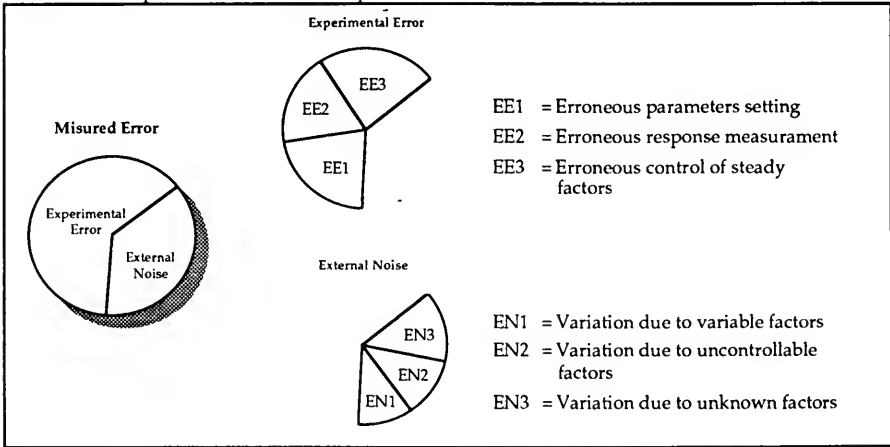 Experimental Error
EE3
EE2
EE1
EE1 = Erroneous parameters setting
EE2 = Erroneous response measurament
EE3 = Erroneous control of steady
factors
Misured Error
Experimental
Error
External
Noise
External Noise
EN3
EN2
EN1
EN1 = Variation due to variable factors
EN2 = Variation due to uncontrollable
factors
EN3 = Variation due to unknown factors